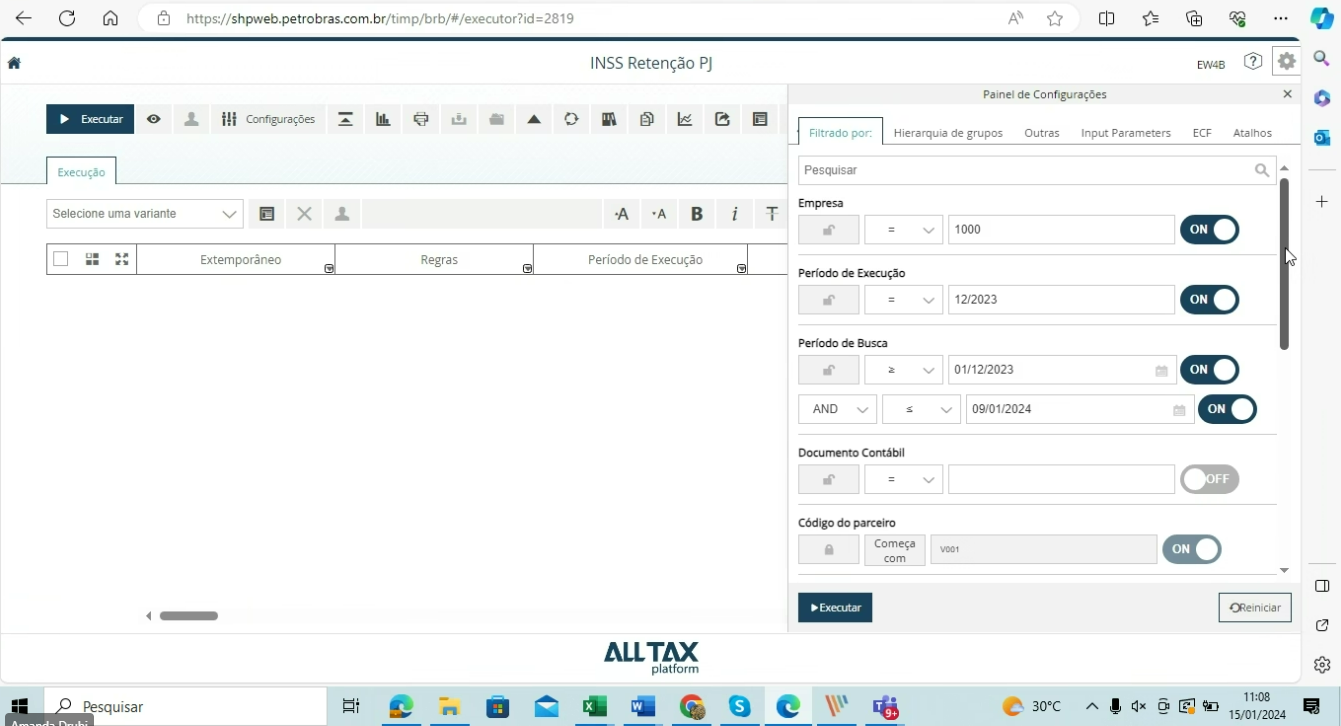 https://shpweb.petrobras.com.br/timp/brb/#/executor?id=2819
INSS Retenção PJ
EW4B
Executar
Configurações
Painel de Configurações
Filtrado por:
Hierarquia de grupos
Outras
Input Parameters
ECF
Atalhos
Execução
Pesquisar
Selecione uma variante
Extemporâneo
Regras
Período de Execução
Empresa
= 1000 ON
Período de Execução
= 12/2023 ON
Período de Busca
≥ 01/12/2023 ON
AND ≤ 09/01/2024 ON
Documento Contábil
= OFF
Código do parceiro
Começa
com
V001 ON
Executar
Reiniciar
ALL TAX
platform
Pesquisar
Amanda Drubi
9+
30°C
11:08
15/01/2024